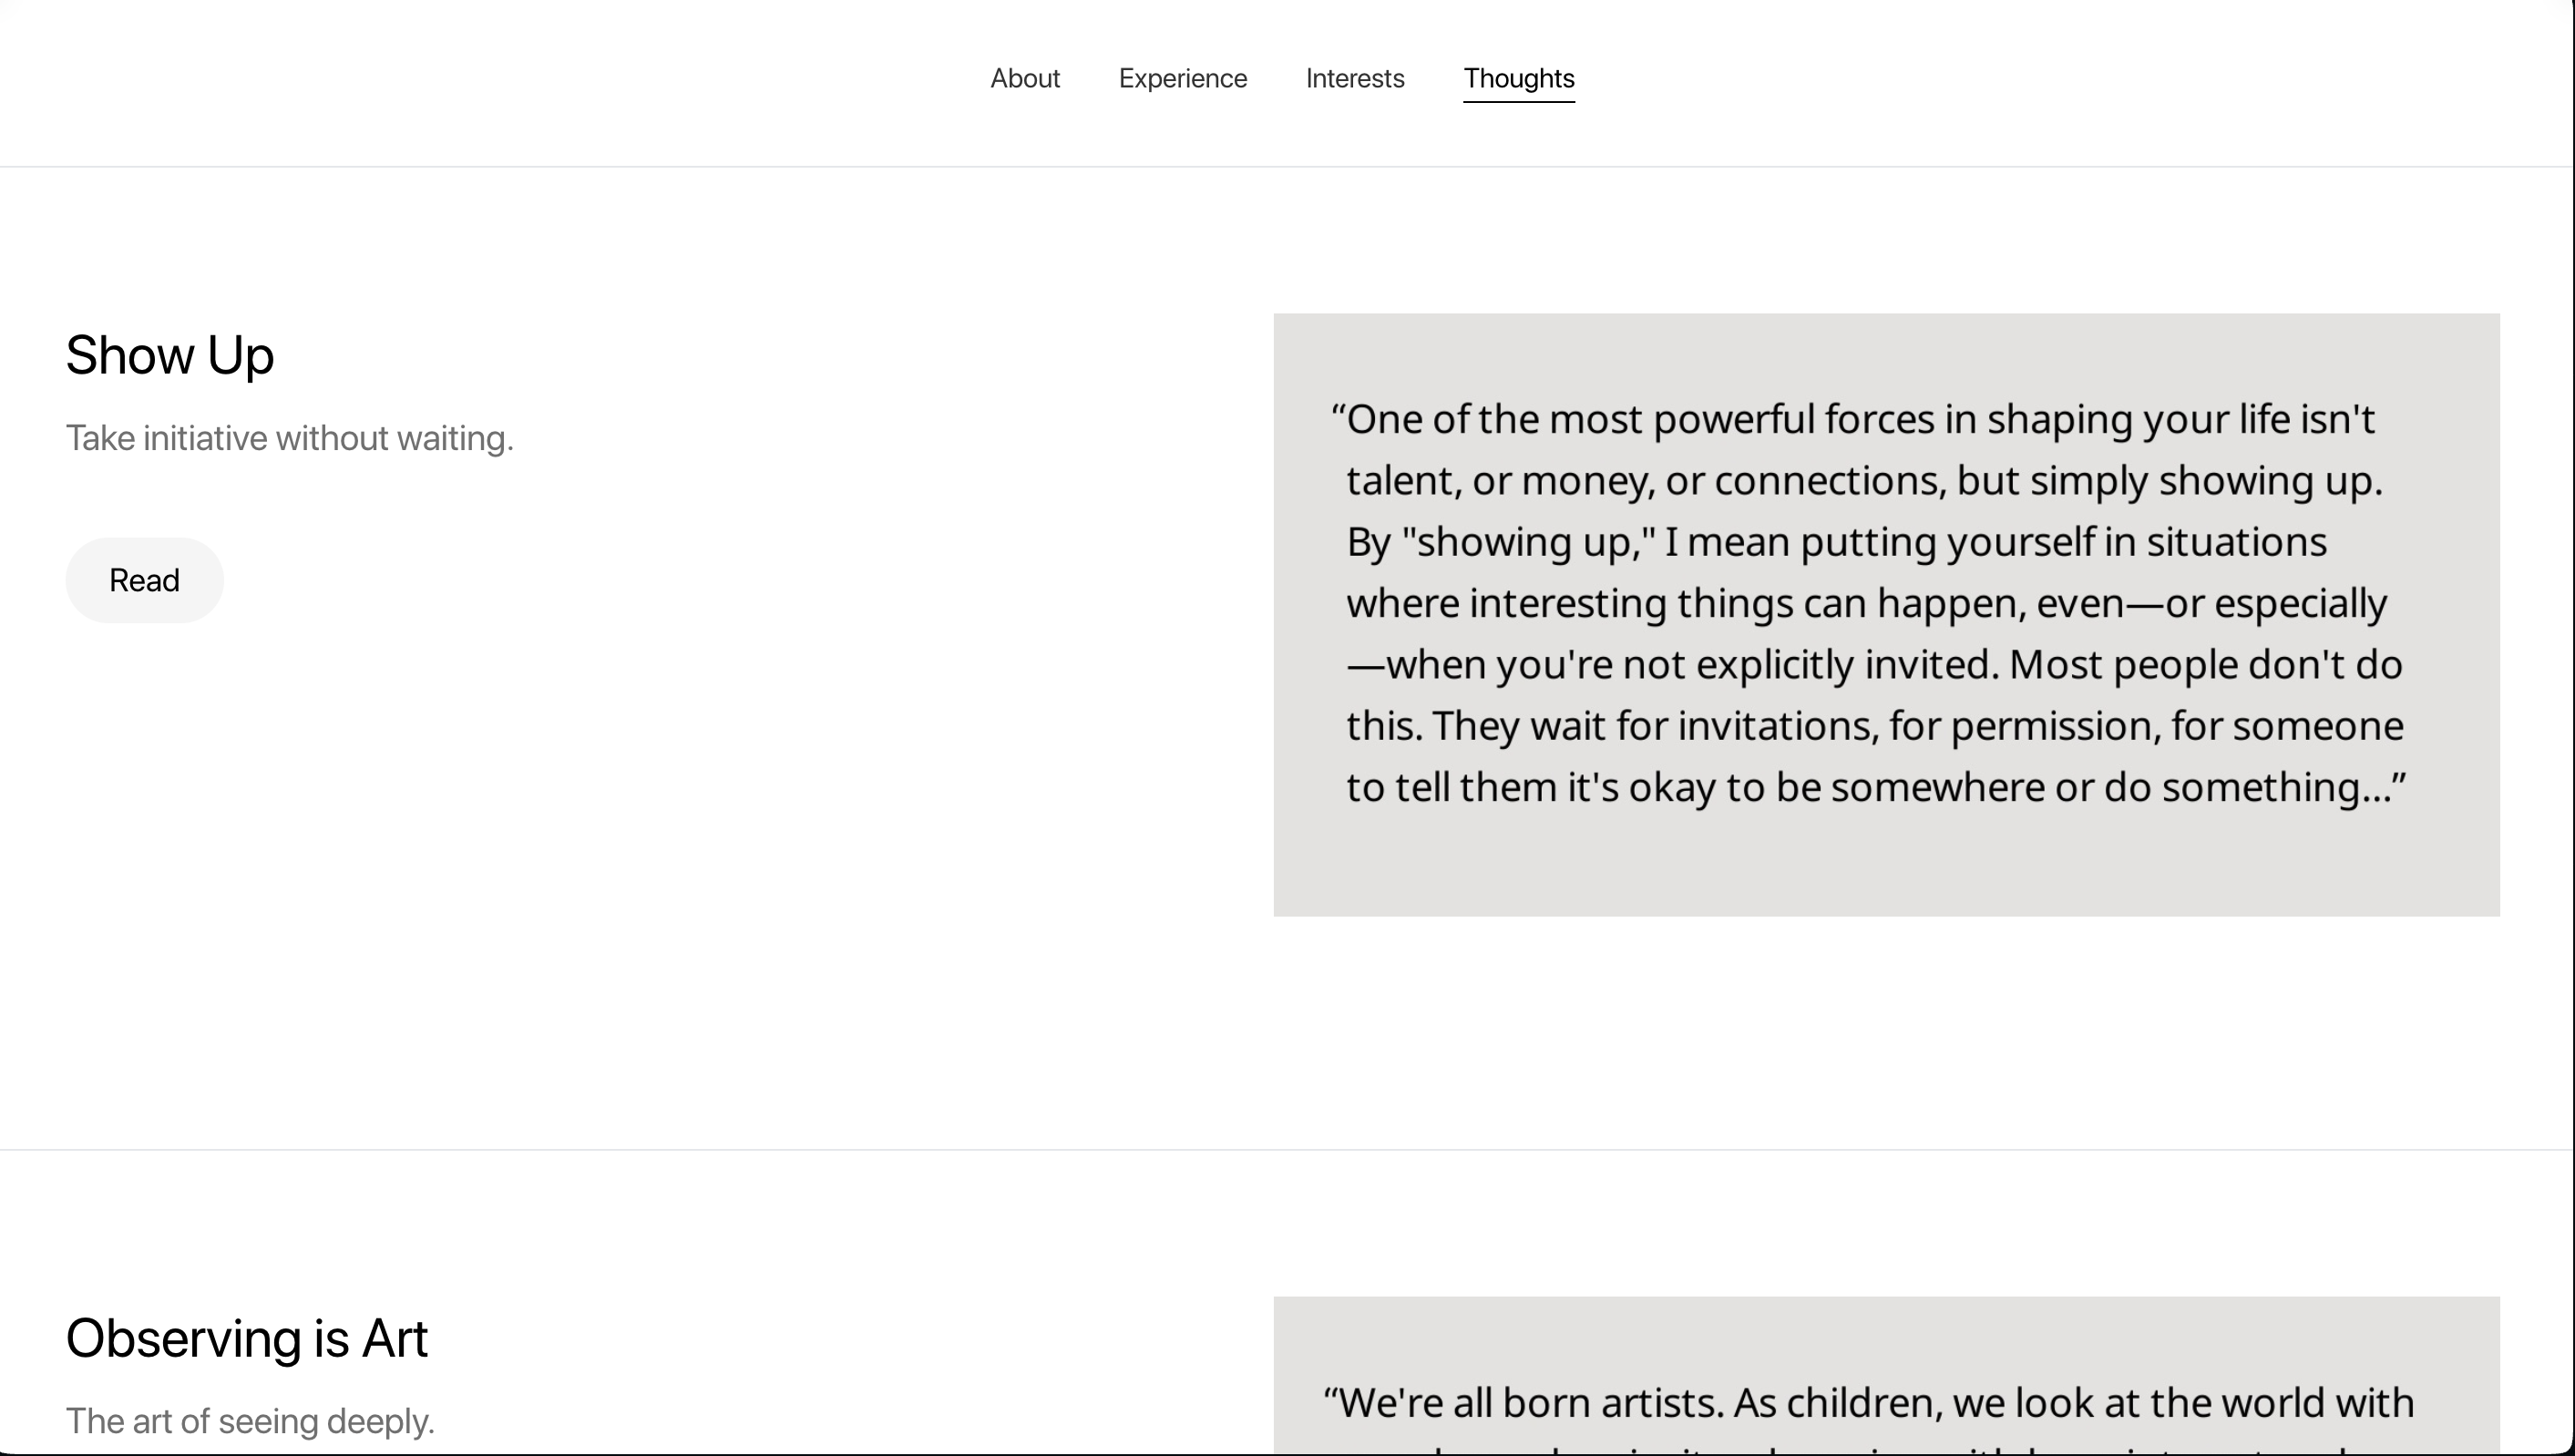 About Experience Interests Thoughts
Show Up
Take initiative without waiting.
Read
“One of the most powerful forces in shaping your life isn't
talent, or money, or connections, but simply showing up.
By "showing up," I mean putting yourself in situations
where interesting things can happen, even—or especially
—when you're not explicitly invited. Most people don't do
this. They wait for invitations, for permission, for someone
to tell them it's okay to be somewhere or do something...”
Observing is Art
The art of seeing deeply.
“We're all born artists. As children, we look at the world with